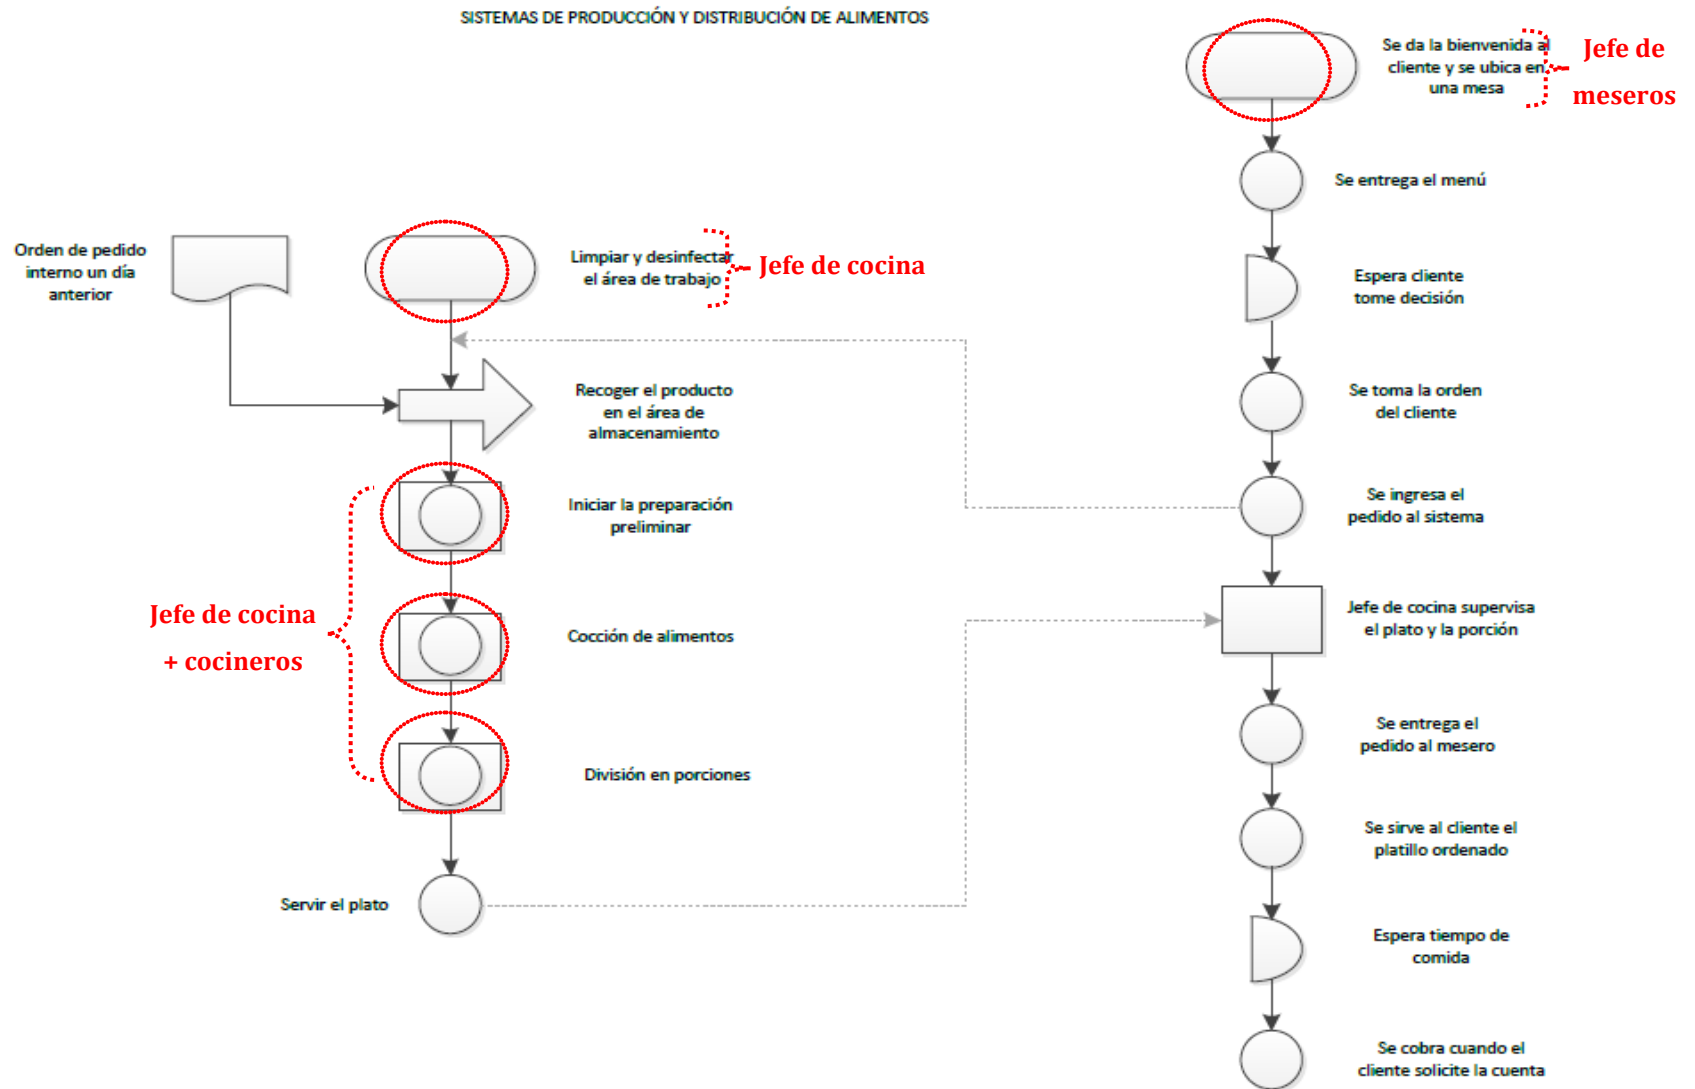 SISTEMAS DE PRODUCCIÓN Y DISTRIBUCIÓN DE ALIMENTOS
Se da la bienvenida al
cliente y se ubica en
una mesa
Jefe de
meseros
Se entrega el menú
Orden de pedido
interno un día
anterior
Limpiar y desinfectar
el área de trabajo
Jefe de cocina
Espera cliente
tome decisión
Recoger el producto
en el área de
almacenamiento
Se toma la orden
del cliente
Iniciar la preparación
preliminar
Se ingresa el
pedido al sistema
Jefe de cocina
+ cocineros
Cocción de alimentos
Jefe de cocina supervisa
el plato y la porción
División en porciones
Se entrega el
pedido al mesero
Se sirve al cliente el
platillo ordenado
Servir el plato
Espera tiempo de
comida
Se cobra cuando el
cliente solicite la cuenta